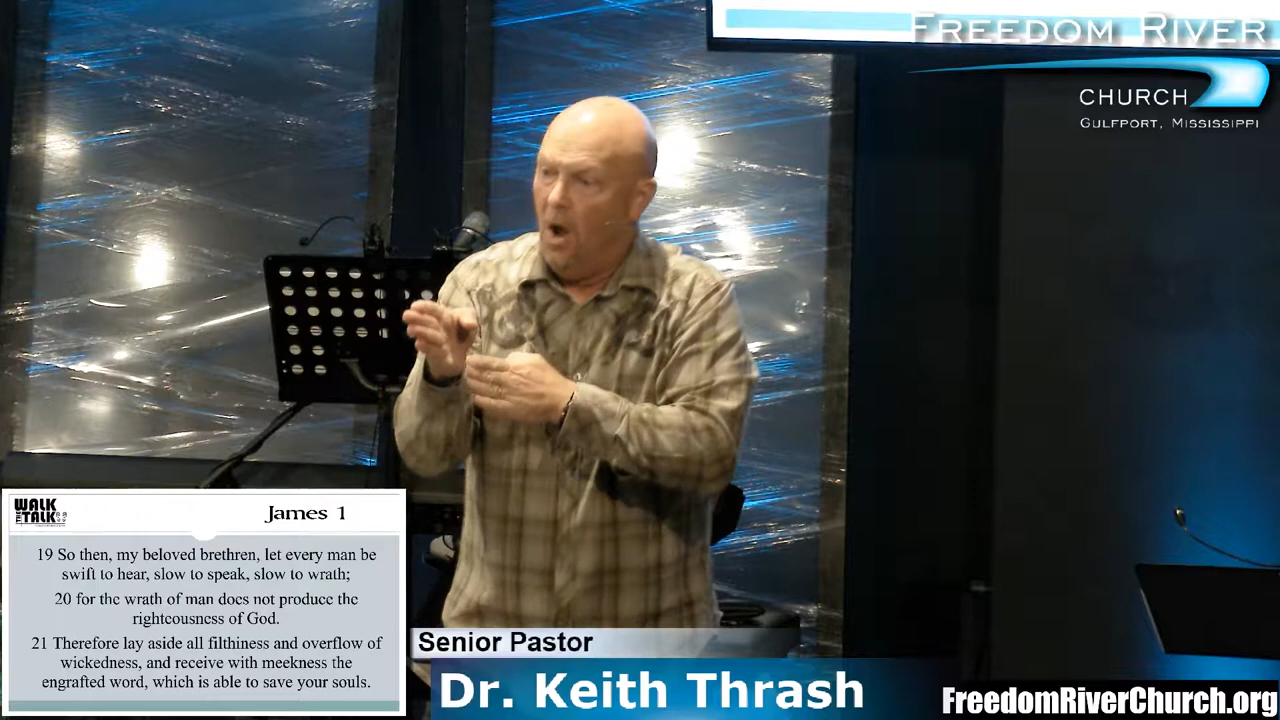 FREEDOM RIVER
CHURCH
GULFPORT, MISSISSIPPI
WALK
THE TALK
James 1
19 So then, my beloved brethren, let every man be
swift to hear, slow to speak, slow to wrath;
20 for the wrath of man does not produce the
righteousness of God.
21 Therefore lay aside all filthiness and overflow of
wickedness, and receive with meekness the
engrafted word, which is able to save your souls.
Senior Pastor
Dr. Keith Thrash
FreedomRiverChurch.org